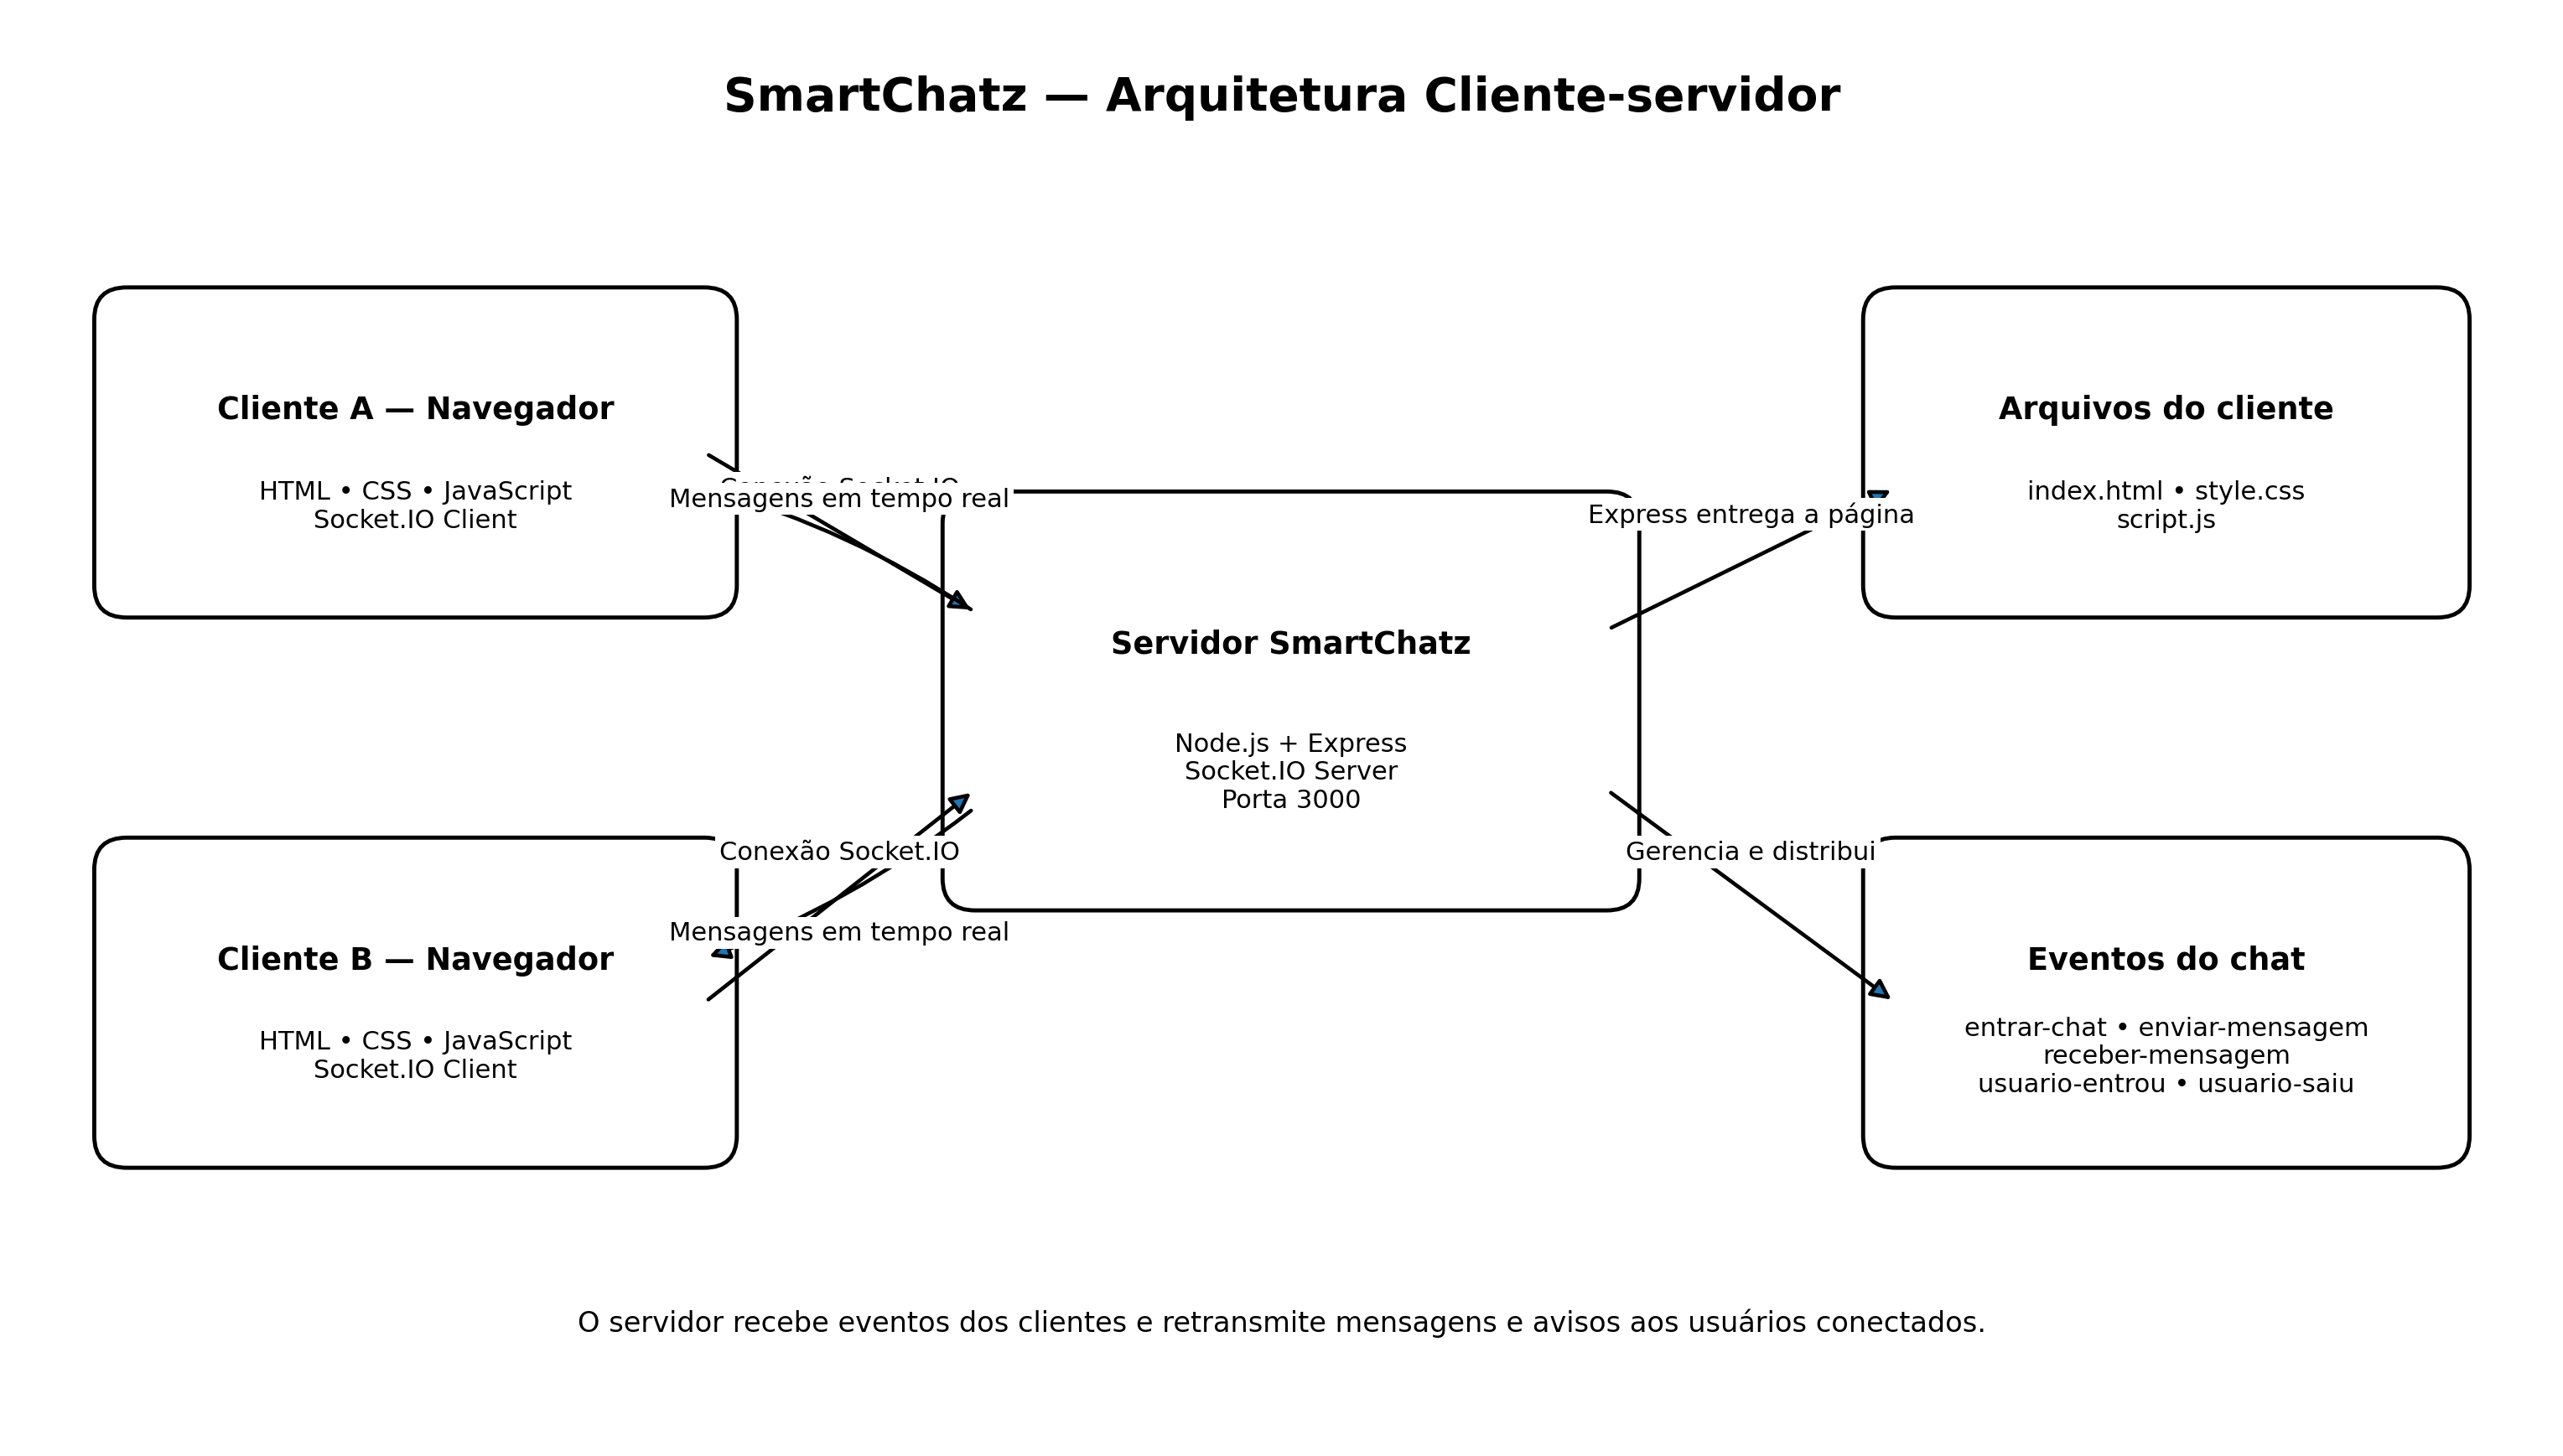 SmartChatz — Arquitetura Cliente-servidor
Cliente A — Navegador
HTML • CSS • JavaScript
Socket.IO Client
Conexão Socket.IO
Mensagens em tempo real
Servidor SmartChatz
Node.js + Express
Socket.IO Server
Porta 3000
Express entrega a página
Arquivos do cliente
index.html • style.css
script.js
Conexão Socket.IO
Mensagens em tempo real
Cliente B — Navegador
HTML • CSS • JavaScript
Socket.IO Client
Gerencia e distribui
Eventos do chat
entrar-chat • enviar-mensagem
receber-mensagem
usuario-entrou • usuario-saiu
O servidor recebe eventos dos clientes e retransmite mensagens e avisos aos usuários conectados.